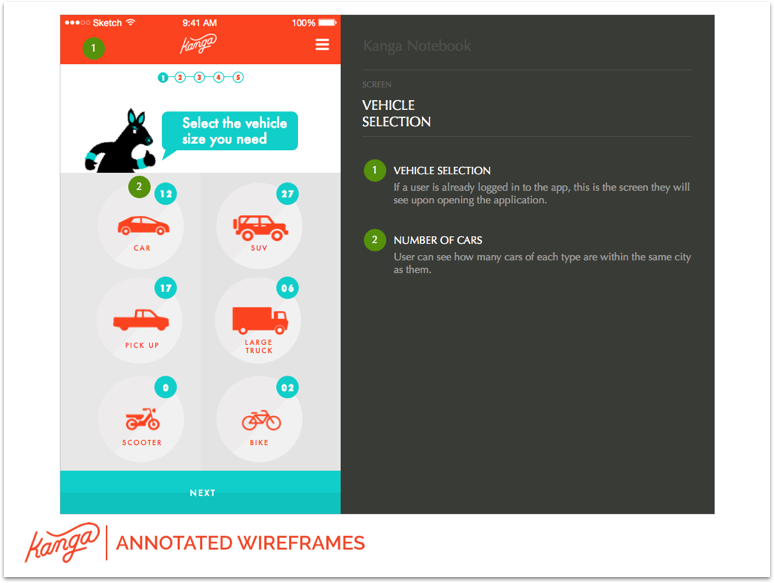 Sketch 9:41 AM 100%
1 Kanga
1 2 3 4 5
Select the vehicle
size you need
2 12 27
CAR SUV
17 06
PICK UP LARGE
TRUCK
0 02
SCOOTER BIKE
NEXT
Kanga Notebook
SCREEN
VEHICLE
SELECTION
1 VEHICLE SELECTION
If a user is already logged in to the app, this is the screen they will
see upon opening the application.
2 NUMBER OF CARS
User can see how many cars of each type are within the same city
as them.
Kanga ANNOTATED WIREFRAMES